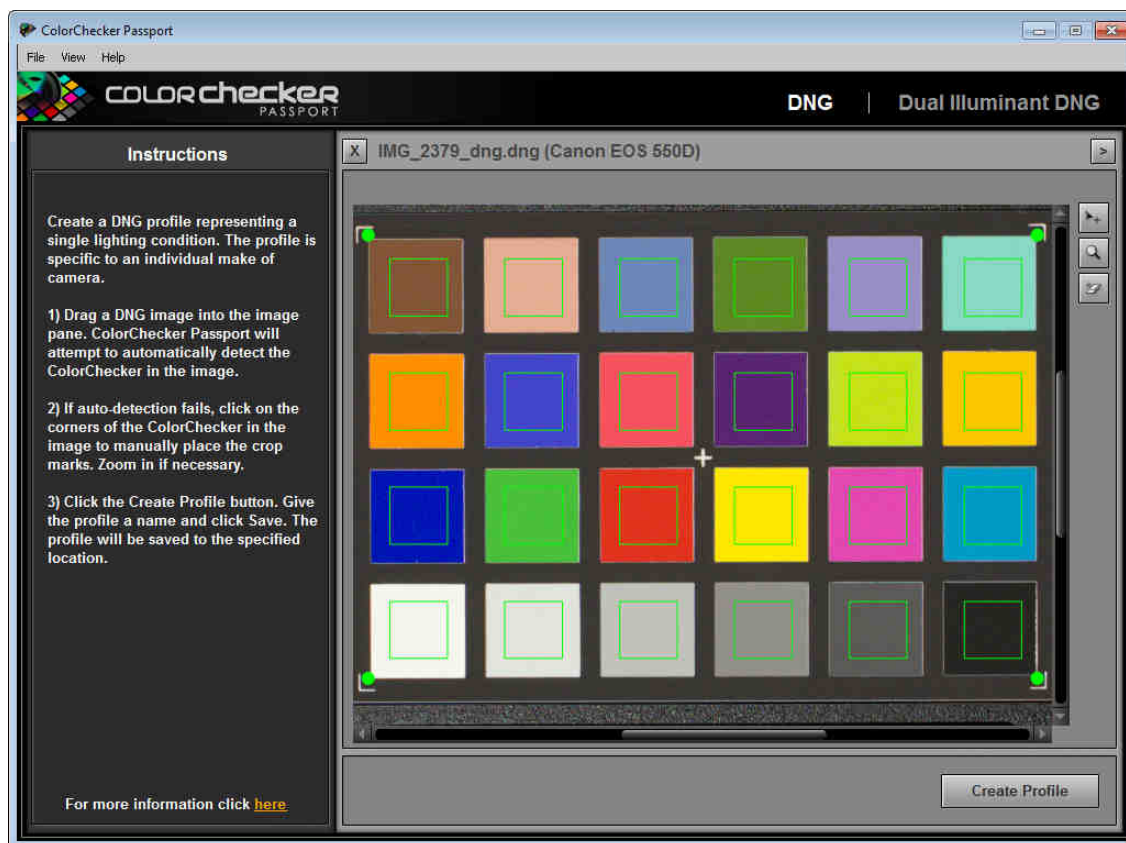 ColorChecker Passport
File View Help
COLOR checker
PASSPORT
DNG | Dual Illuminant DNG
Instructions
X IMG_2379_dng.dng (Canon EOS 550D) >
Create a DNG profile representing a
single lighting condition. The profile is
specific to an individual make of
camera.
1) Drag a DNG image into the image
pane. ColorChecker Passport will
attempt to automatically detect the
ColorChecker in the image.
2) If auto-detection fails, click on the
corners of the ColorChecker in the
image to manually place the crop
marks. Zoom in if necessary.
3) Click the Create Profile button. Give
the profile a name and click Save. The
profile will be saved to the specified
location.
For more information click here
Create Profile